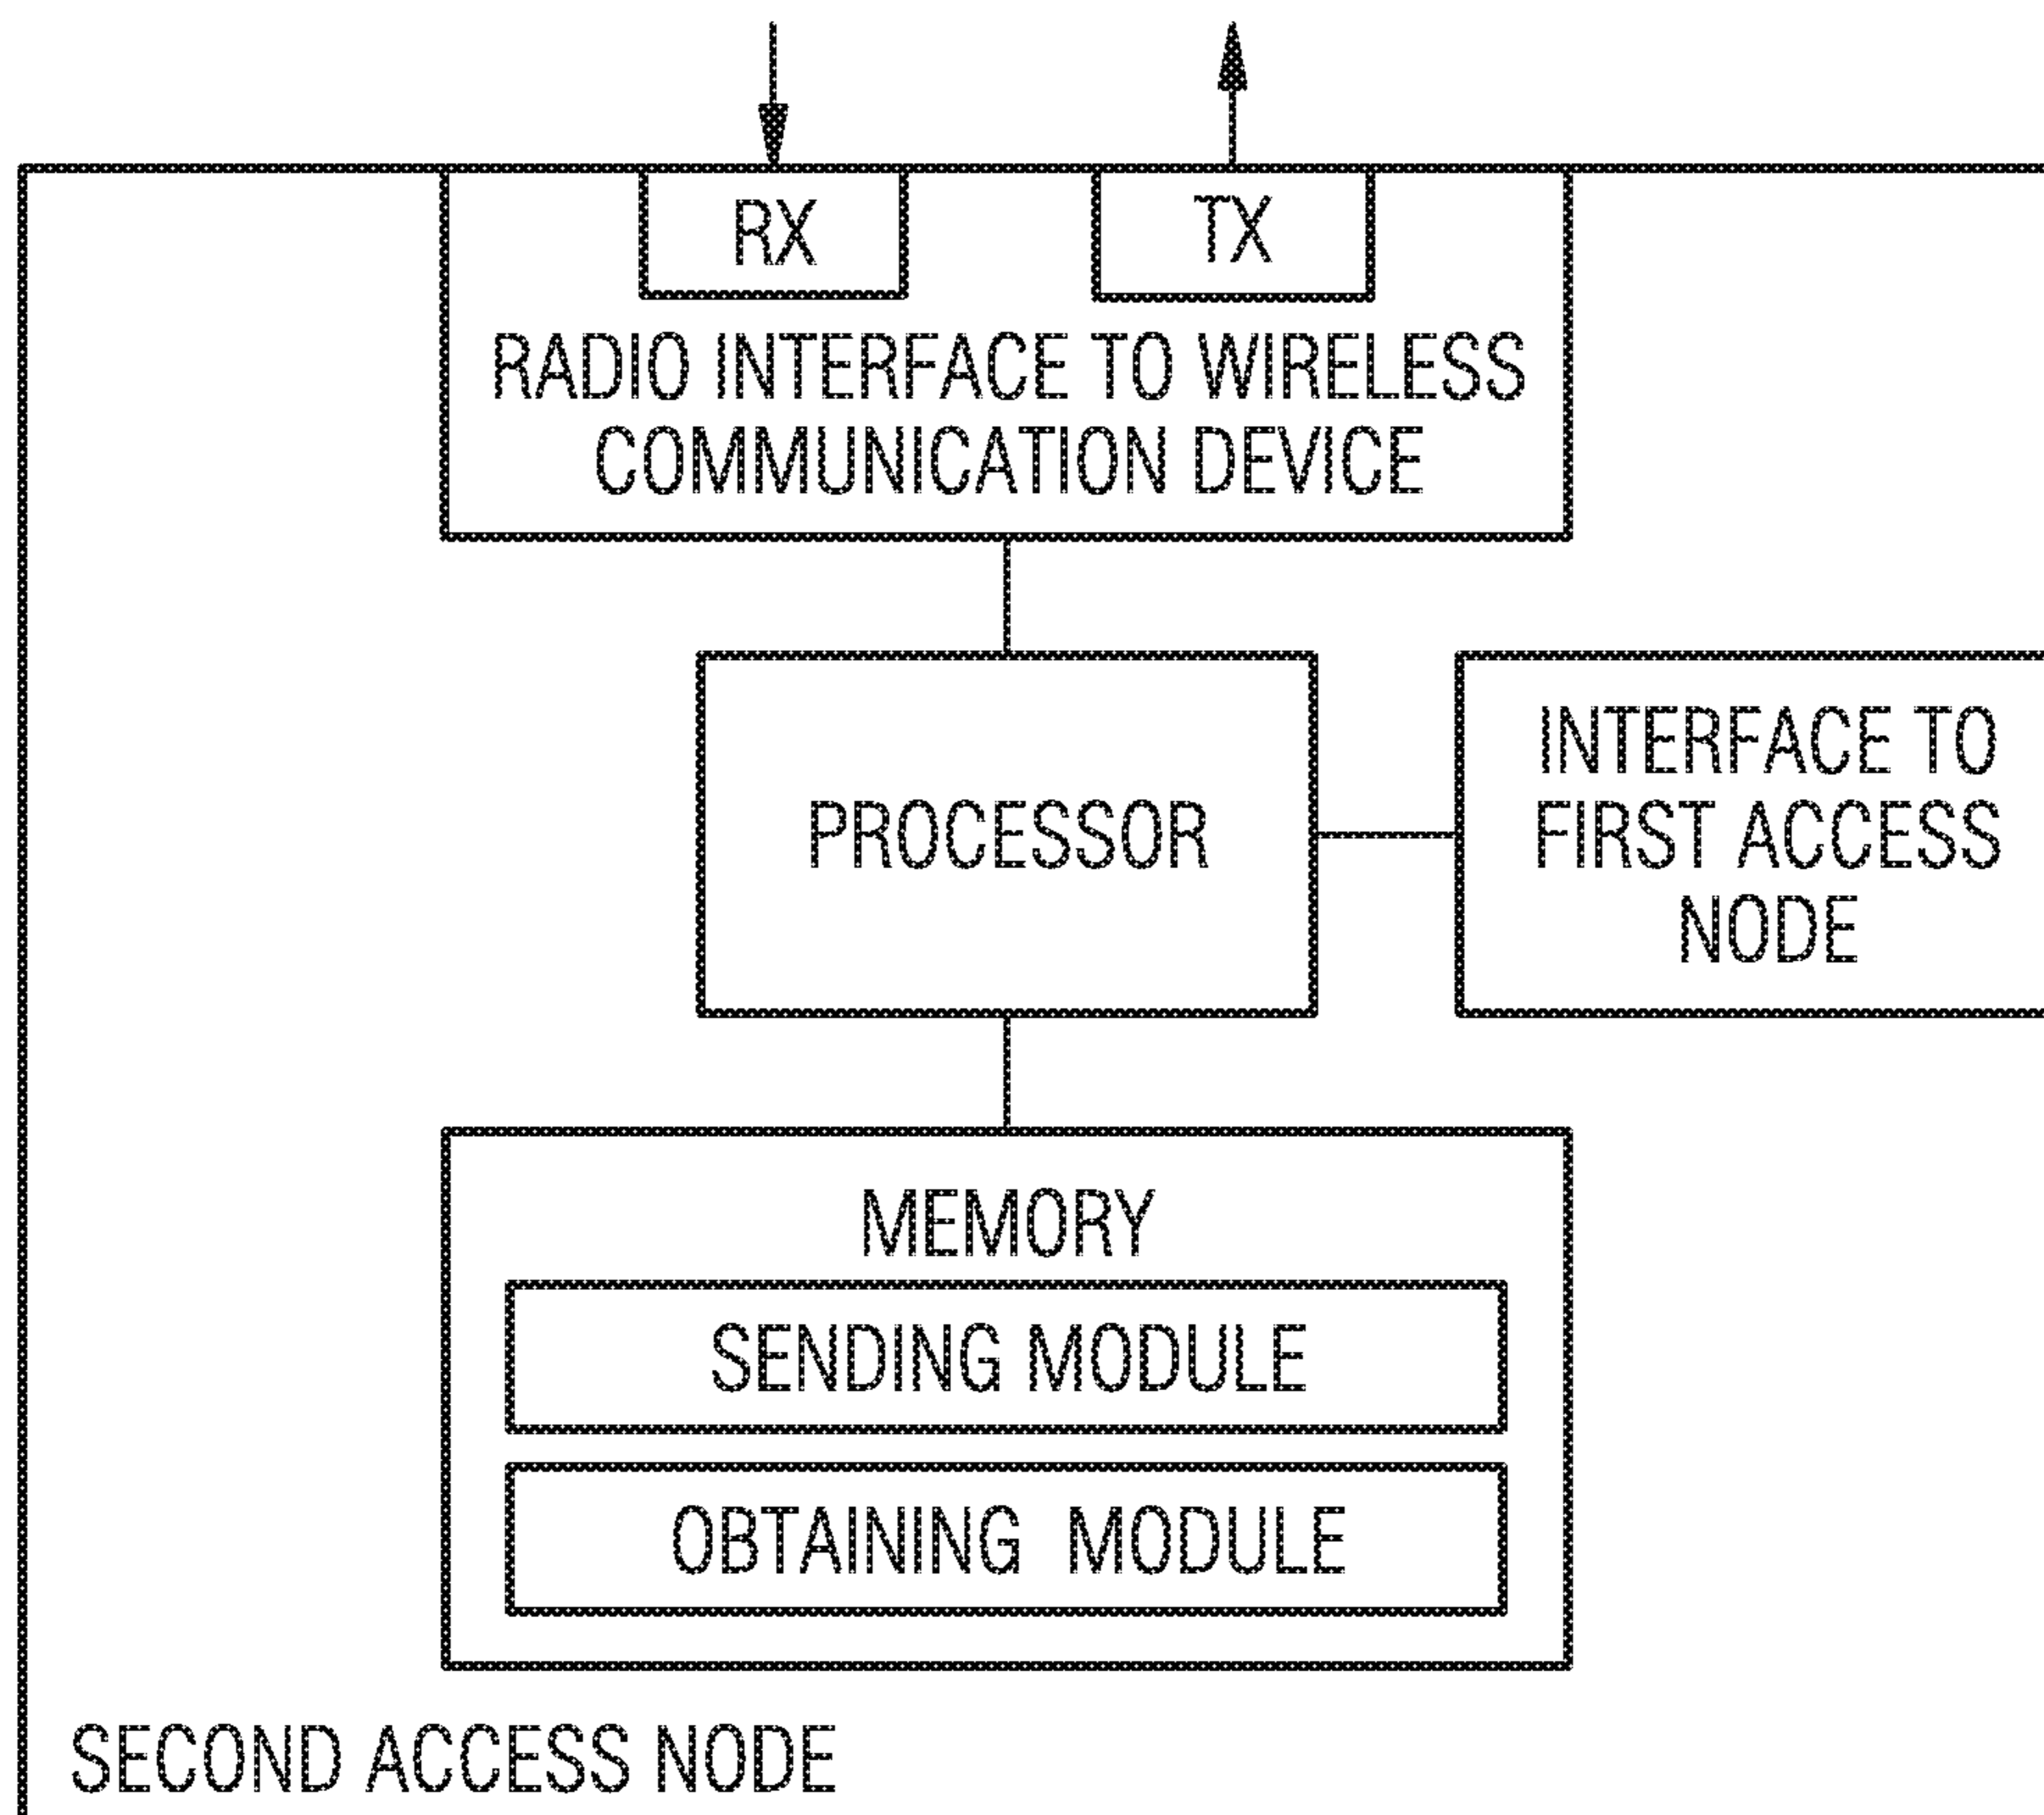 RX
TX
RADIO INTERFACE TO WIRELESS
COMMUNICATION DEVICE
PROCESSOR
INTERFACE TO
FIRST ACCESS
NODE
MEMORY
SENDING MODULE
OBTAINING MODULE
SECOND ACCESS NODE